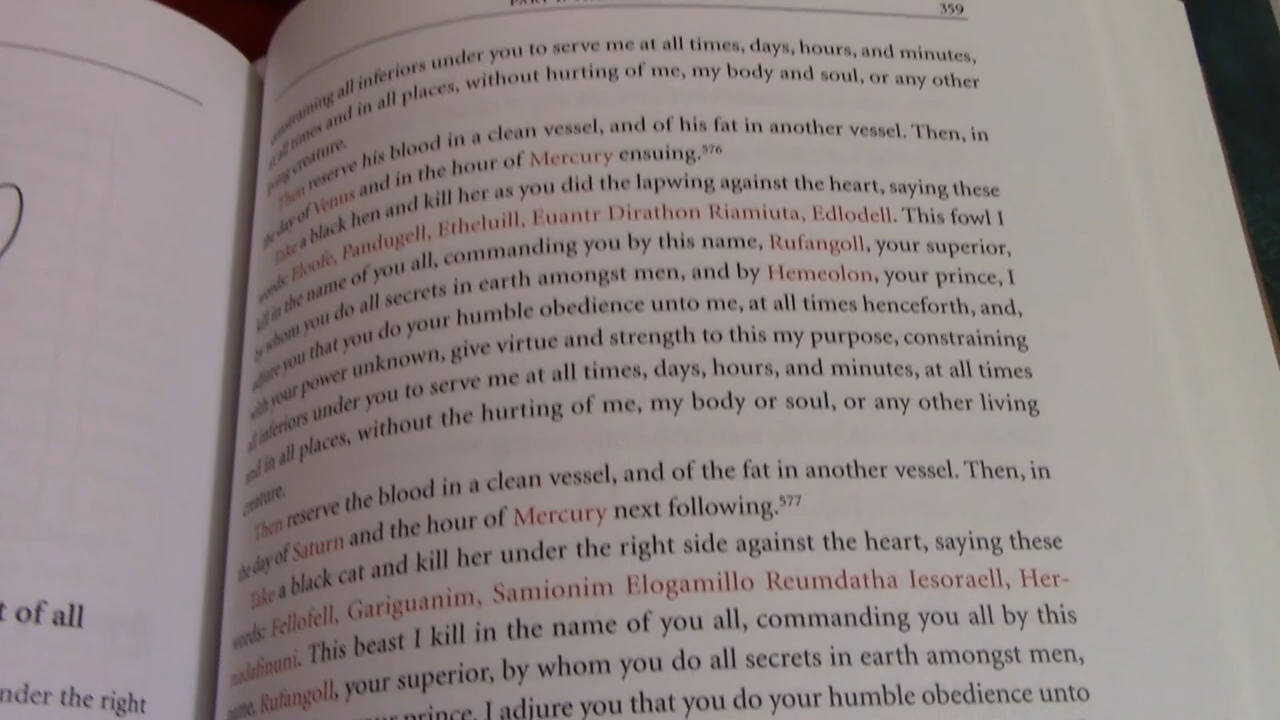 t of all
nder the right
359
constraining all inferiors under you to serve me at all times, days, hours, and minutes,
at all times and in all places, without hurting of me, my body and soul, or any other
creature.
Then reserve his blood in a clean vessel, and of his fat in another vessel. Then, in
the day of Venus and in the hour of Mercury ensuing.576
Take a black hen and kill her as you did the lapwing against the heart, saying these
words: Eloofe, Pandugell, Etheluill, Euantr Dirathon Riamiuta, Edlodell. This fowl I
kill in the name of you all, commanding you by this name, Rufangoll, your superior,
by whom you do all secrets in earth amongst men, and by Hemeolon, your prince, I
adjure you that you do your humble obedience unto me, at all times henceforth, and,
with your power unknown, give virtue and strength to this my purpose, constraining
all inferiors under you to serve me at all times, days, hours, and minutes, at all times
and in all places, without the hurting of me, my body or soul, or any other living
creature.
Then reserve the blood in a clean vessel, and of the fat in another vessel. Then, in
the day of Saturn and the hour of Mercury next following.577
Take a black cat and kill her under the right side against the heart, saying these
words: Fellofell, Gariguanim, Samionim Elogamillo Reumdatha Iesoraell, Her-
madafinuni. This beast I kill in the name of you all, commanding you all by this
name, Rufangoll, your superior, by whom you do all secrets in earth amongst men,
prince, I adjure you that you do your humble obedience unto